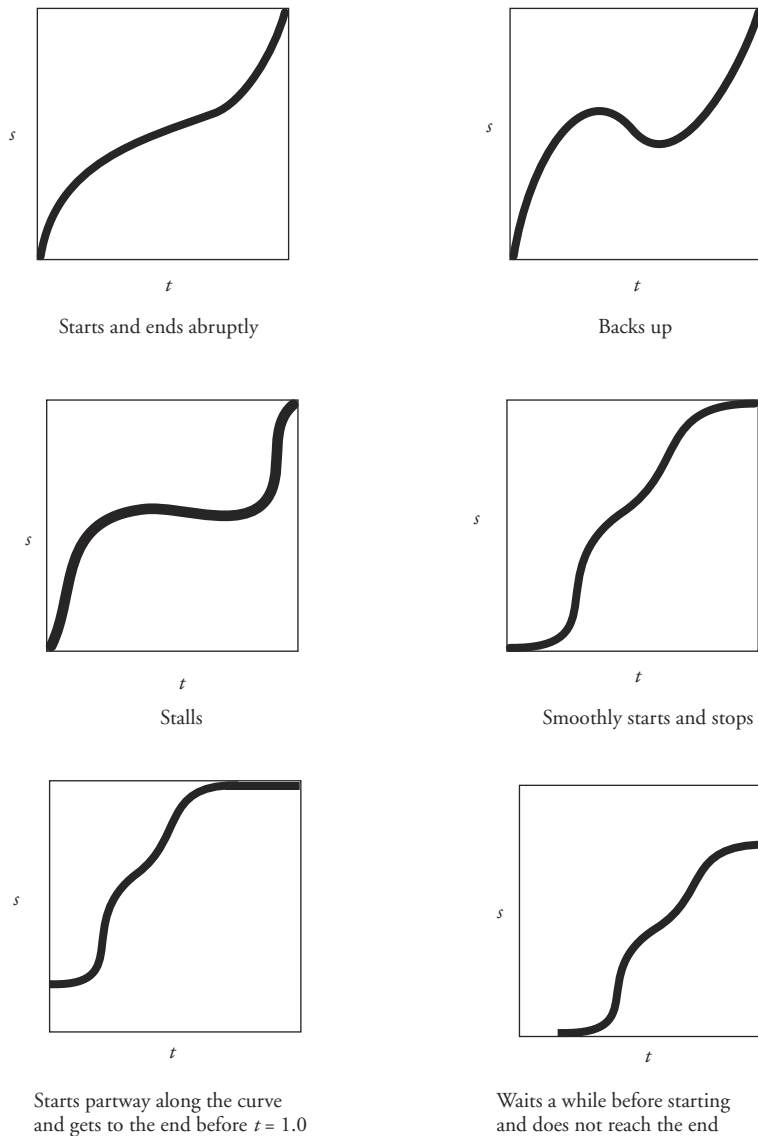 s
s
t
t
Starts and ends abruptly
Backs up
s
s
t
t
Stalls
Smoothly starts and stops
s
s
t
t
Starts partway along the curve
and gets to the end before t = 1.0
Waits a while before starting
and does not reach the end